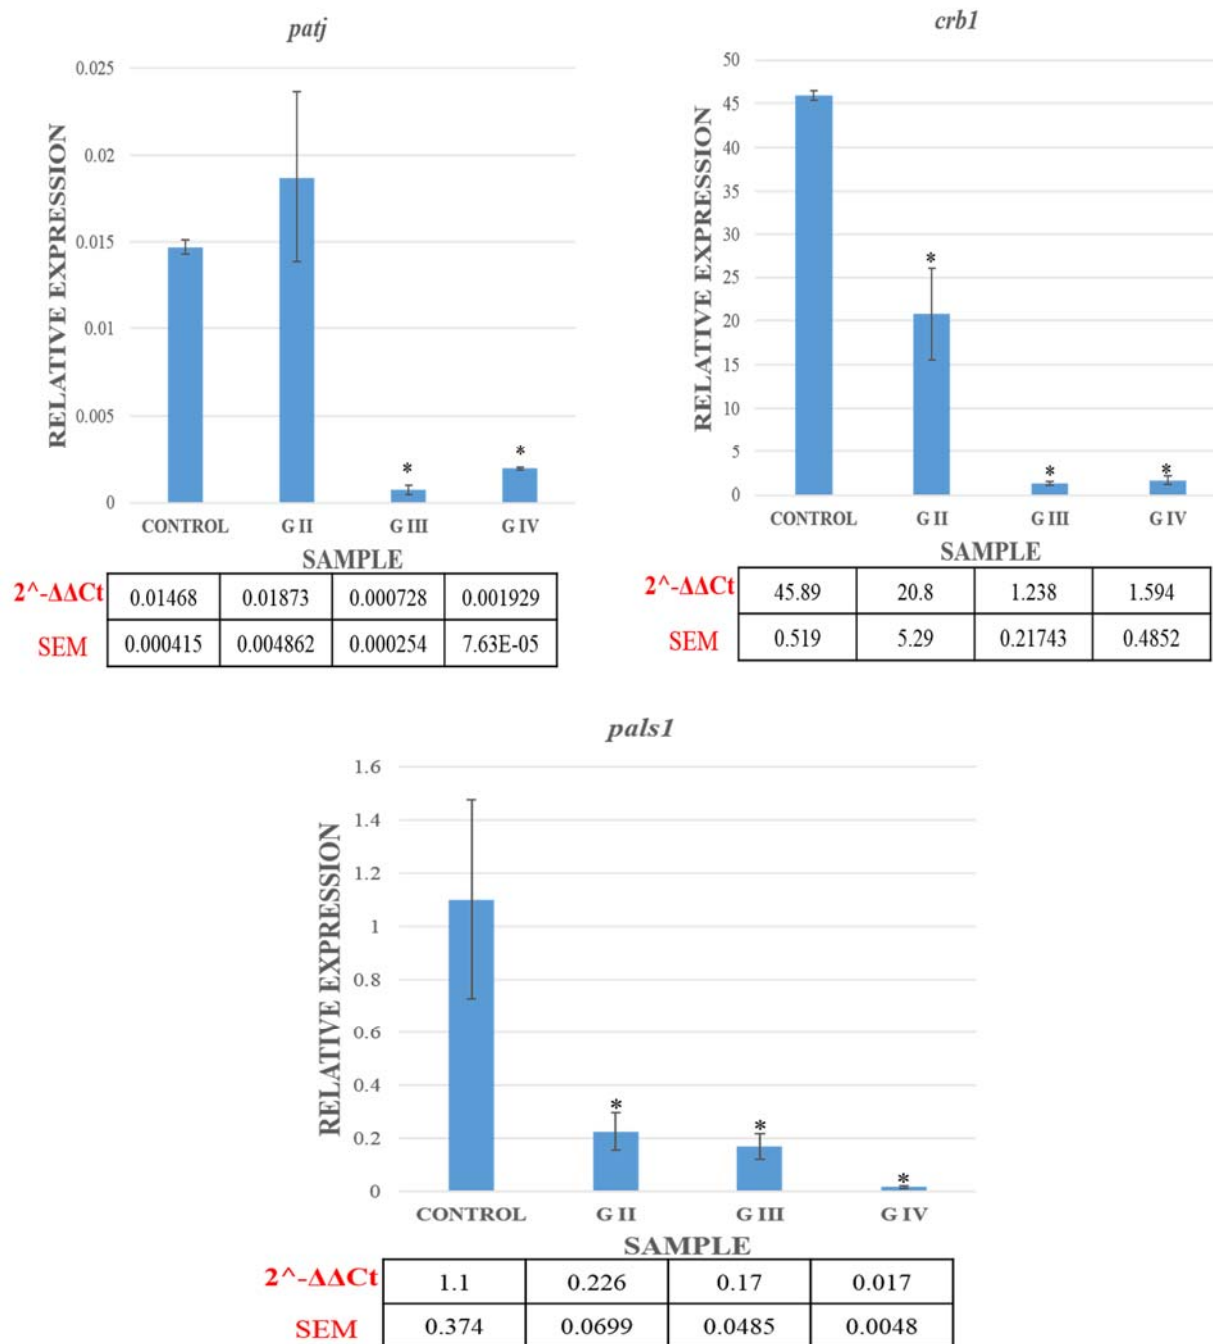 patj
0.025
0.02
0.015
0.01
0.005
0
RELATIVE EXPRESSION
*
*
CONTROL G II G III G IV
SAMPLE
2^-ΔΔCt 0.01468 0.01873 0.000728 0.001929
SEM 0.000415 0.004862 0.000254 7.63E-05
crb1
50
45
40
35
30
25
20
15
10
5
0
RELATIVE EXPRESSION
*
*
*
CONTROL G II G III G IV
SAMPLE
2^-ΔΔCt 45.89 20.8 1.238 1.594
SEM 0.519 5.29 0.21743 0.4852
pals1
1.6
1.4
1.2
1
0.8
0.6
0.4
0.2
0
RELATIVE EXPRESSION
*
*
*
CONTROL G II G III G IV
SAMPLE
2^-ΔΔCt 1.1 0.226 0.17 0.017
SEM 0.374 0.0699 0.0485 0.0048